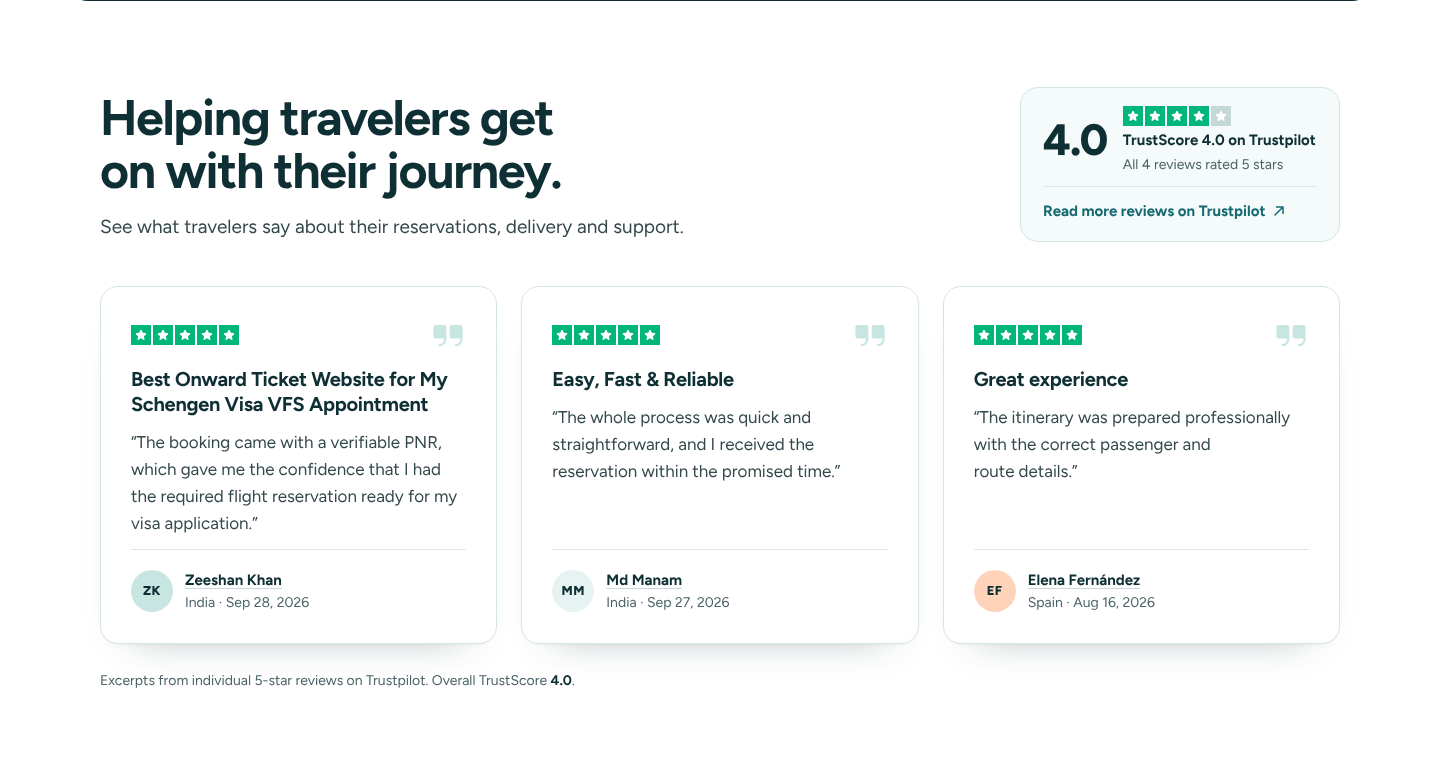 Helping travelers get
on with their journey.
See what travelers say about their reservations, delivery and support.
4.0
TrustScore 4.0 on Trustpilot
All 4 reviews rated 5 stars
Read more reviews on Trustpilot ↗
Best Onward Ticket Website for My
Schengen Visa VFS Appointment
“The booking came with a verifiable PNR,
which gave me the confidence that I had
the required flight reservation ready for my
visa application.”
ZK
Zeeshan Khan
India · Sep 28, 2026
Easy, Fast & Reliable
“The whole process was quick and
straightforward, and I received the
reservation within the promised time.”
MM
Md Manam
India · Sep 27, 2026
Great experience
“The itinerary was prepared professionally
with the correct passenger and
route details.”
EF
Elena Fernández
Spain · Aug 16, 2026
Excerpts from individual 5-star reviews on Trustpilot. Overall TrustScore 4.0.